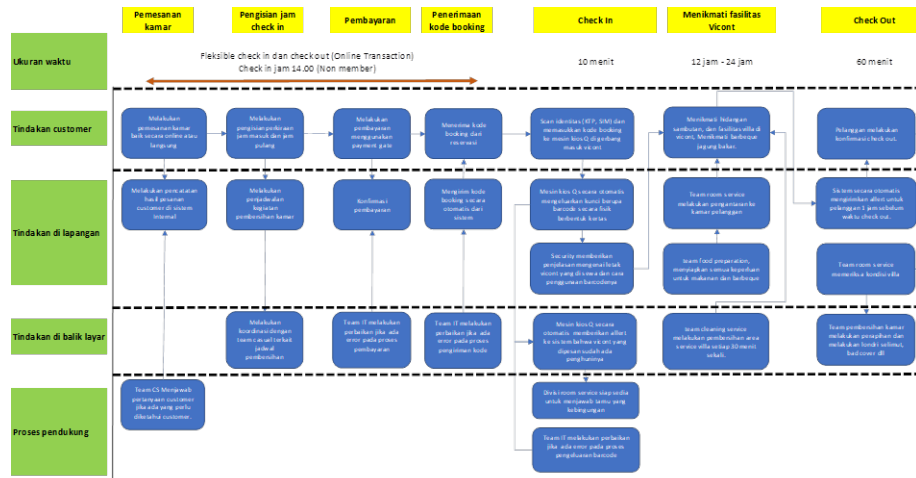 Pemesanan
kamar
Pengisian jam
check in
Pembayaran
Penerimaan
kode booking
Check In
Menikmati fasilitas
Vicont
Check Out
Ukuran waktu
Fleksible check in dan check out (Online Transaction)
Check in jam 14.00 (Non member)
10 menit
12 jam - 24 jam
60 menit
Tindakan customer
Melakukan
pemesanan kamar
baik secara online atau
langsung
Melakukan
pengisian perkiraan
jam masuk dan jam
pulang
Melakukan
pembayaran
menggunakan
payment gate
Menerima kode
booking dari
reservasi
Scan identitas (KTP, SIM) dan
memasukkan kode booking
ke mesin kios Q di gerbang
masuk vicont
Menikmati hidangan
sambutan, dan fasilitas villa di
vicont, Menikmati berbeque
jagung bakar.
Pelanggan melakukan
konfirmasi check out.
Tindakan di lapangan
Melakukan pencatatan
hasil pesanan
customer di sistem
Internal
Melakukan
penjadwalan
kegiatan
pembersihan kamar
Konfirmasi
pembayaran
Mengirim kode
booking secara
otomatis dari
sistem
Mesin kios Q secara otomatis
mengeluarkan kunci berupa
barcode secara fisik
berbentuk kertas
Team room service
melakukan pengantaran ke
kamar pelanggan
Sistem secara otomatis
mengirimkan allert untuk
pelanggan 1 jam sebelum
waktu check out.
Security memberikan
penjelasan mengenai letak
vicont yang di sewa dan cara
penggunaan barcodenya
team food preparation,
menyiapkan semua keperluan
untuk makanan dan berbeque
Team room service
memeriksa kondisi villa
Tindakan di balik layar
Melakukan
koordinasi dengan
team casual terkait
jadwal
pembersihan
Team IT melakukan
perbaikan jika ada
error pada proses
pembayaran
Team IT melakukan
perbaikan jika ada
error pada proses
pengiriman kode
Mesin kios Q secara
otomatis memberikan allert
ke sistem bahwa vicont yang
dipesan sudah ada
penghuninya
team cleaning service
melakukan pembersihan area
service villa setiap 30 menit
sekali.
Team pembersihan kamar
melakukan perapihan dan
melakukan londri selimut,
bad cover dll
Proses pendukung
Team CS Menjawab
pertanyaan customer
jika ada yang perlu
diketahui customer.
Divisi room service siap sedia
untuk menjawab tamu yang
kebingungan
Team IT melakukan perbaikan
jika ada error pada proses
pengeluaran barcode